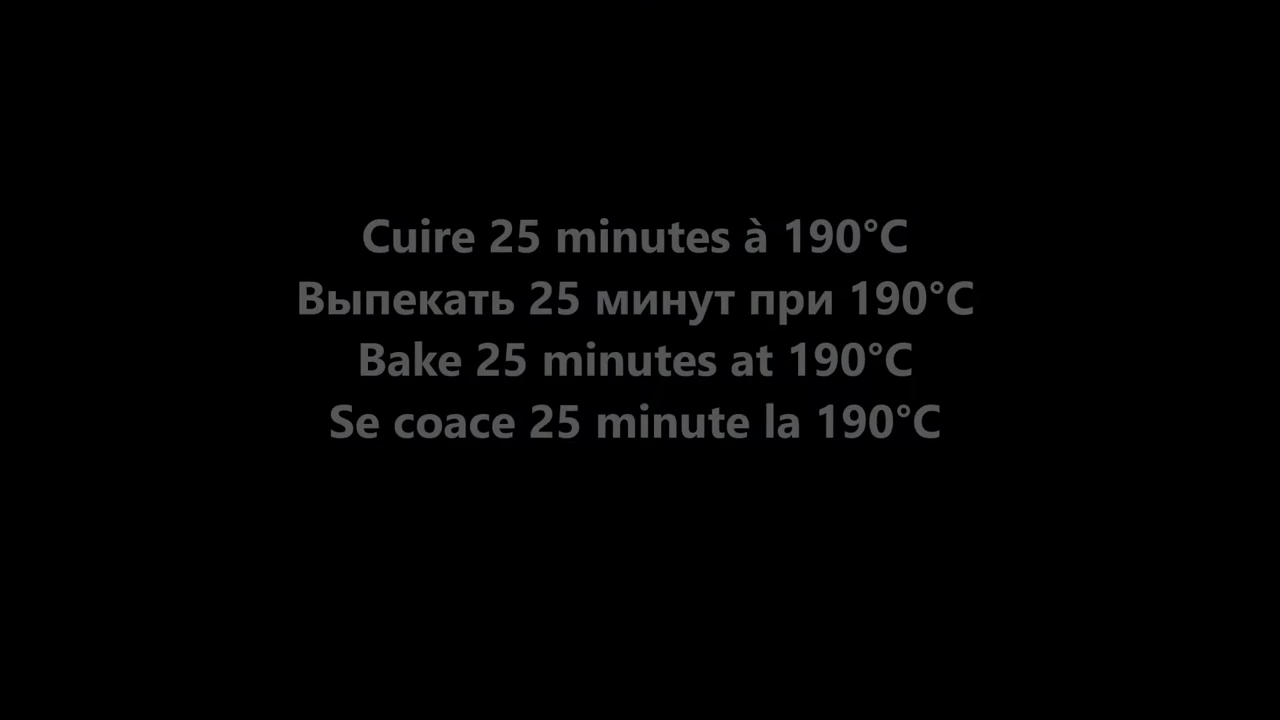 Cuire 25 minutes à 190°C
Выпекать 25 минут при 190°C
Bake 25 minutes at 190°C
Se coace 25 minute la 190°C